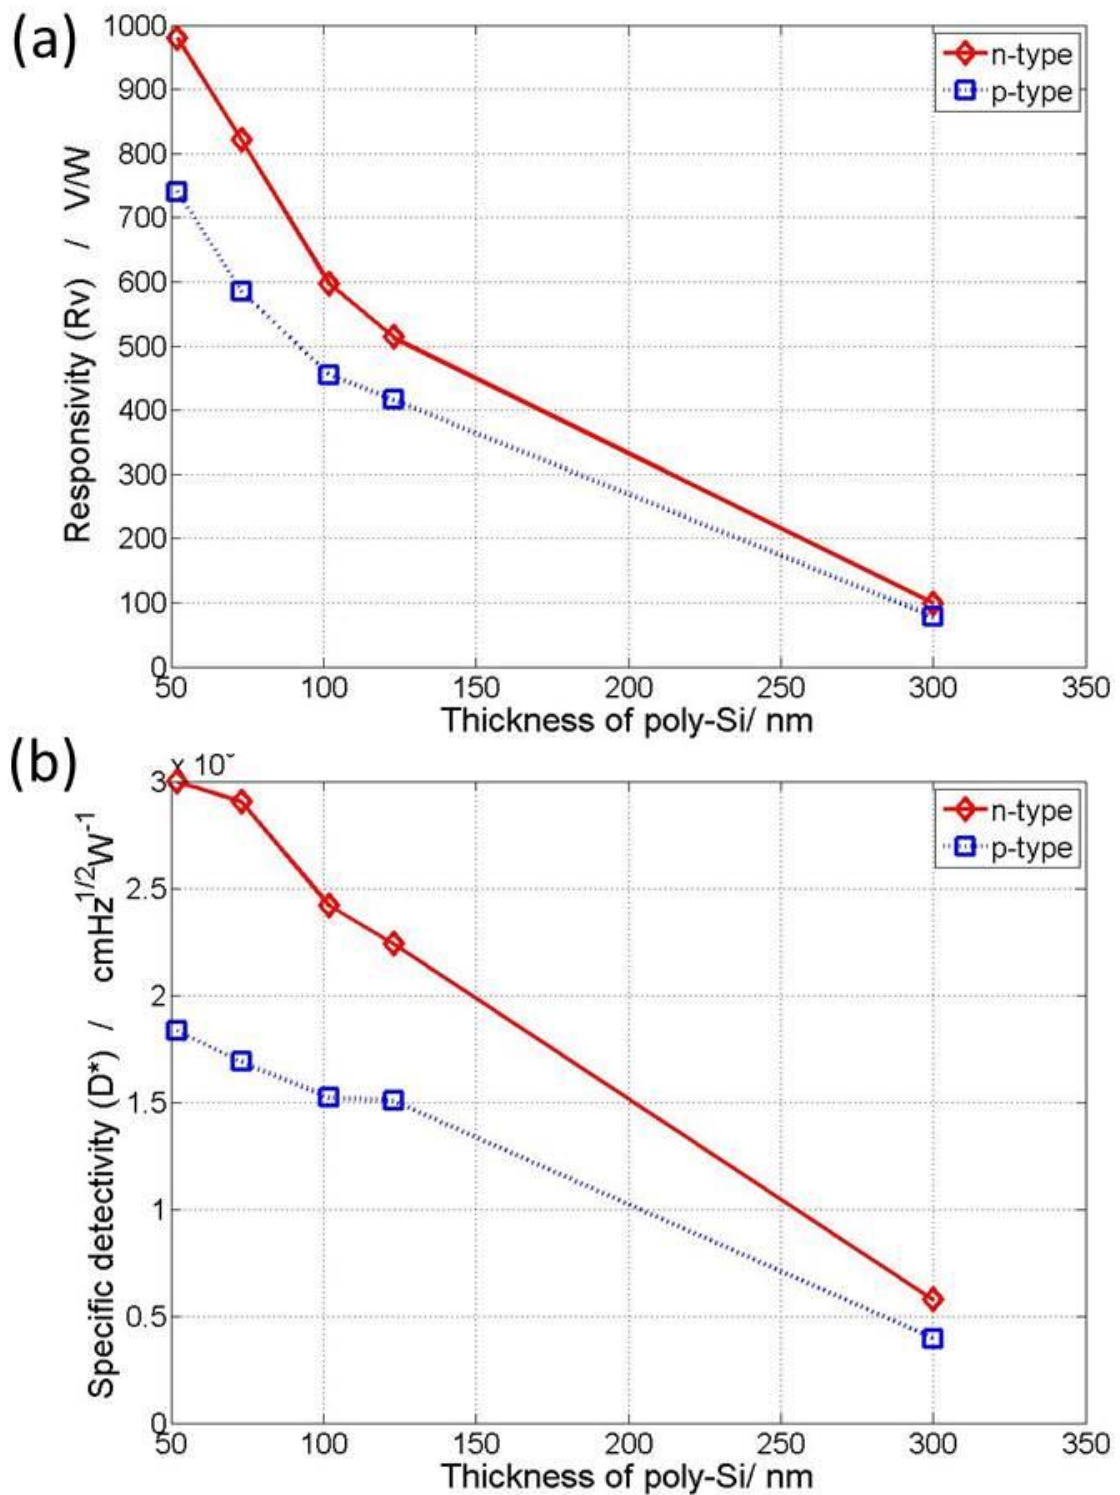 (a)
1000
900
800
700
600
500
400
300
200
100
0
Responsivity (Rv) / V/W
n-type
p-type
50 100 150 200 250 300 350
Thickness of poly-Si/ nm
(b)
x 10
3
2.5
2
1.5
1
0.5
0
Specific detectivity (D*) / cmHz1/2W-1
n-type
p-type
50 100 150 200 250 300 350
Thickness of poly-Si/ nm